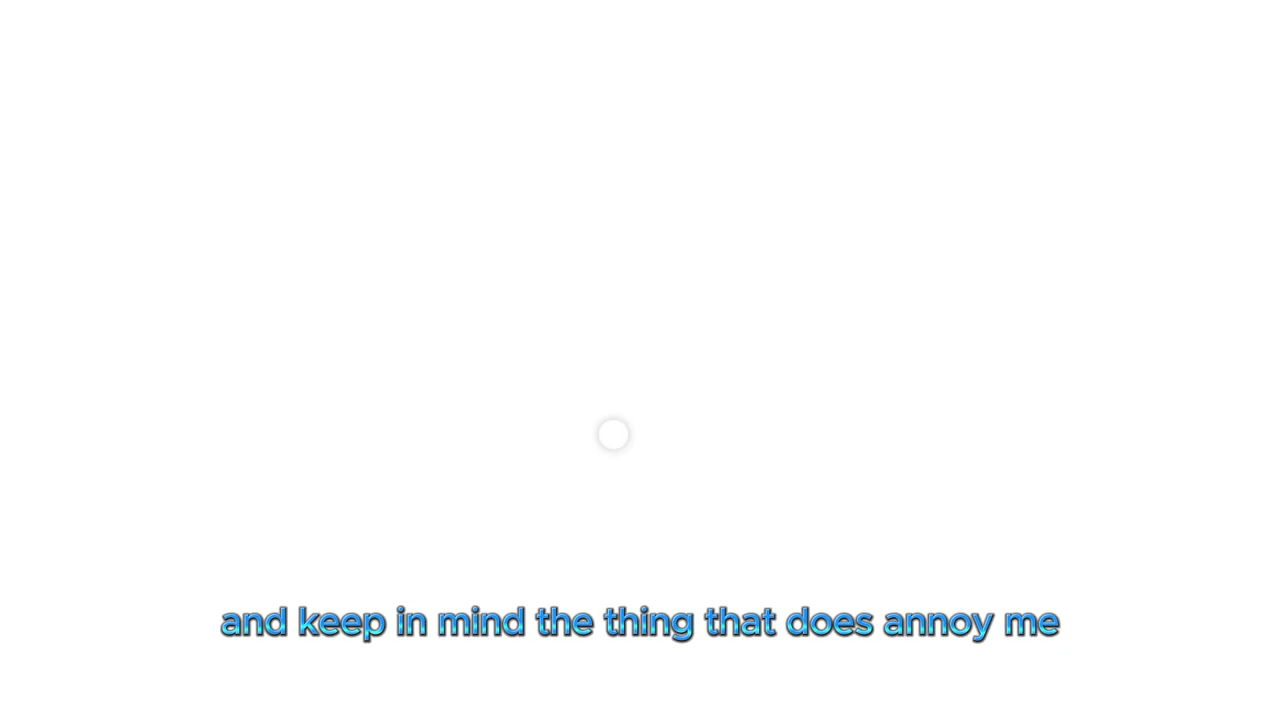 and keep in mind the thing that does annoy me